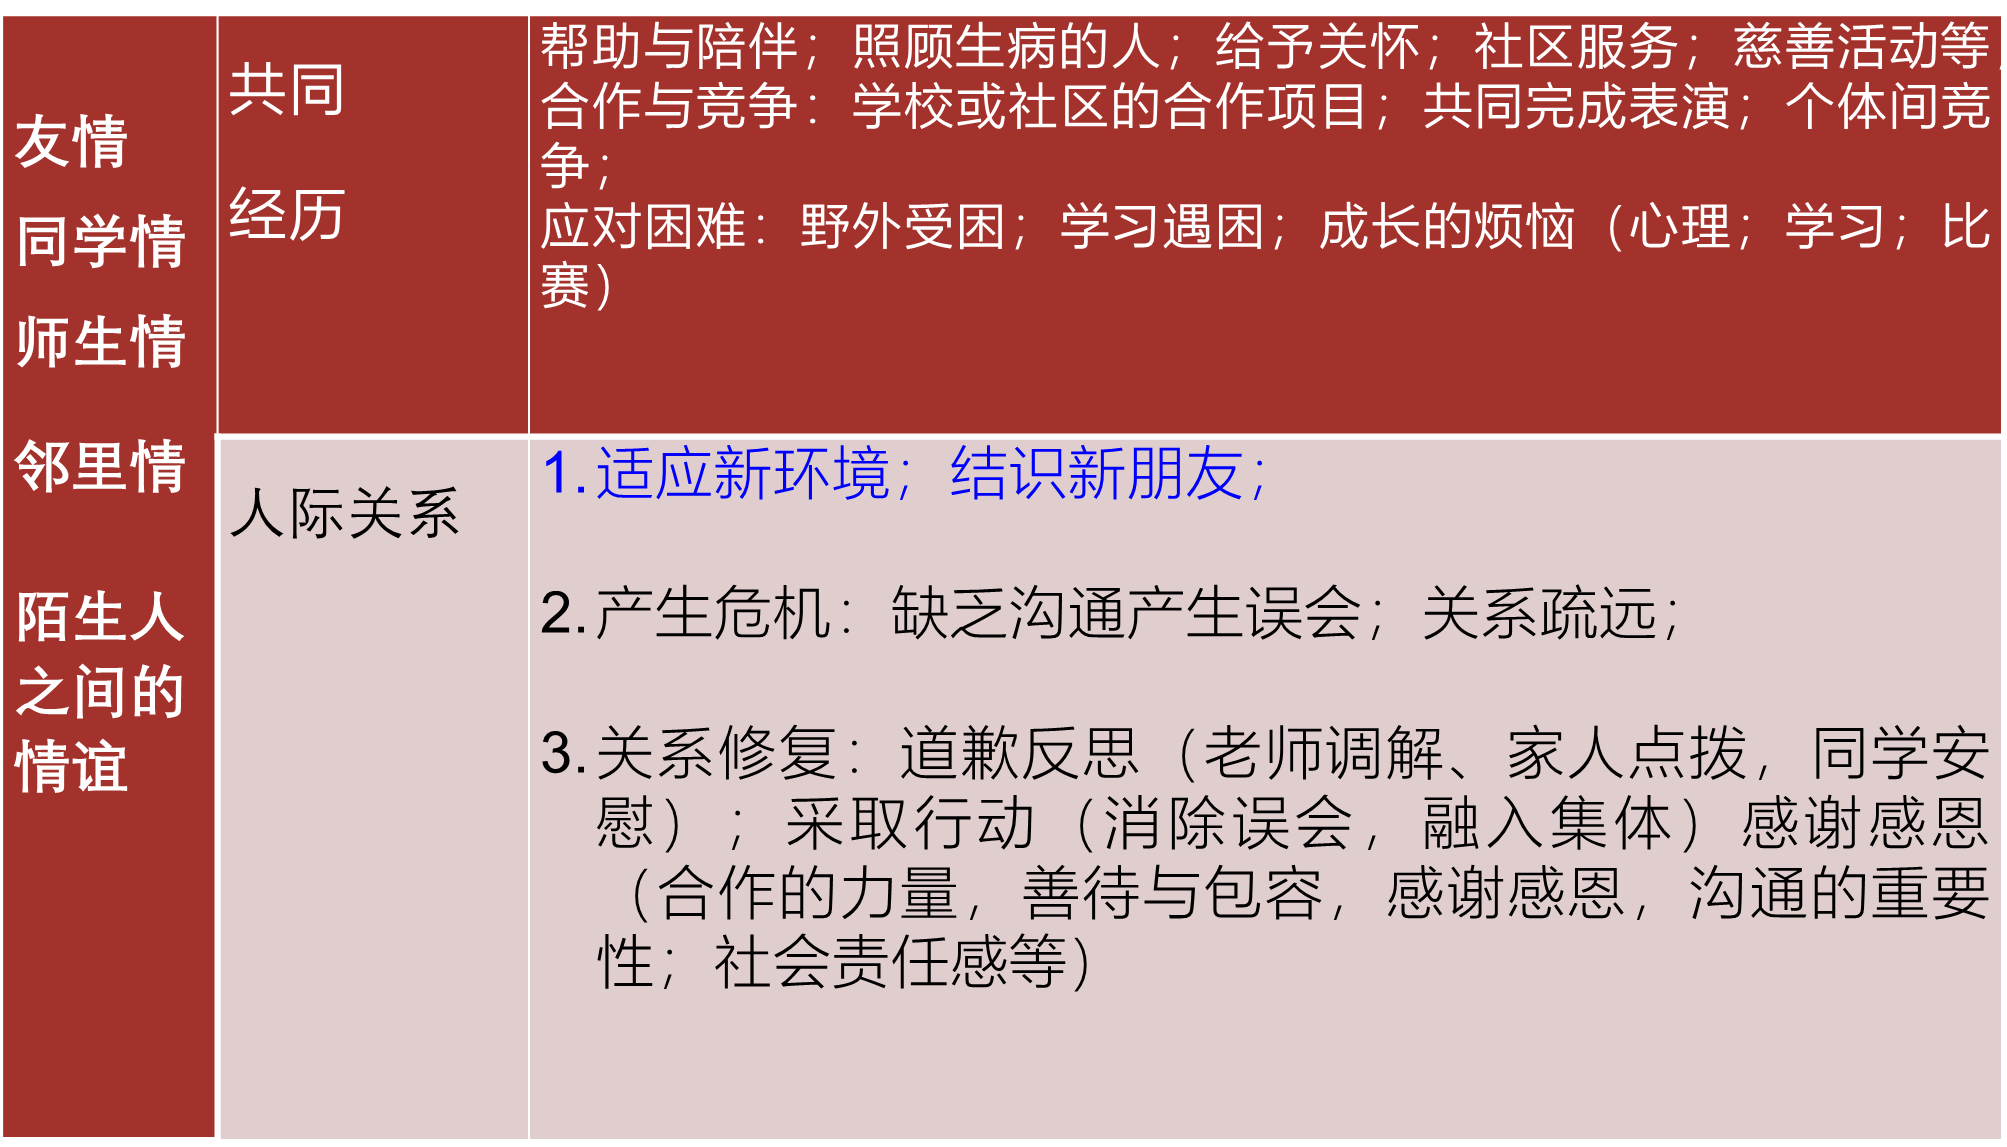 友情
同学情
师生情
邻里情
陌生人
之间的
情谊
共同
经历
帮助与陪伴；照顾生病的人；给予关怀；社区服务；慈善活动等；
合作与竞争：学校或社区的合作项目；共同完成表演；个体间竞
争；
应对困难：野外受困；学习遇困；成长的烦恼（心理；学习；比
赛）
人际关系
1.适应新环境；结识新朋友；
2.产生危机：缺乏沟通产生误会；关系疏远；
3.关系修复：道歉反思（老师调解、家人点拨，同学安
慰）；采取行动（消除误会，融入集体）感谢感恩
（合作的力量，善待与包容，感谢感恩，沟通的重要
性；社会责任感等）